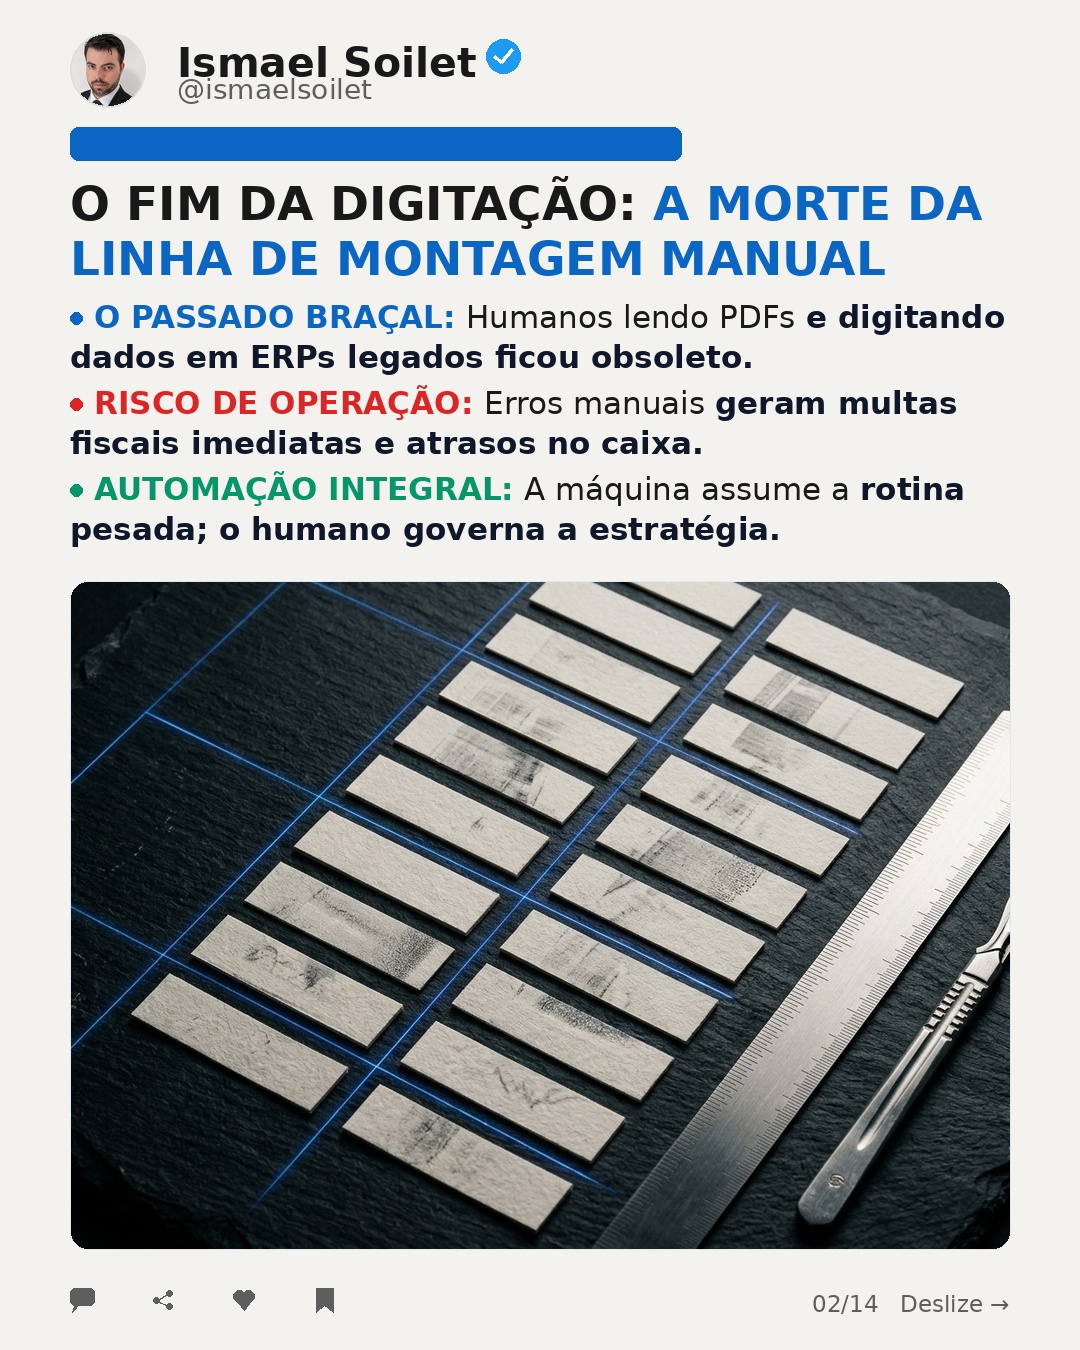 Ismael Soilet
@ismaelsoilet
O FIM DA DIGITAÇÃO: A MORTE DA
LINHA DE MONTAGEM MANUAL
• O PASSADO BRAÇAL: Humanos lendo PDFs e digitando
dados em ERPs legados ficou obsoleto.
• RISCO DE OPERAÇÃO: Erros manuais geram multas
fiscais imediatas e atrasos no caixa.
• AUTOMAÇÃO INTEGRAL: A máquina assume a rotina
pesada; o humano governa a estratégia.
02/14 Deslize →